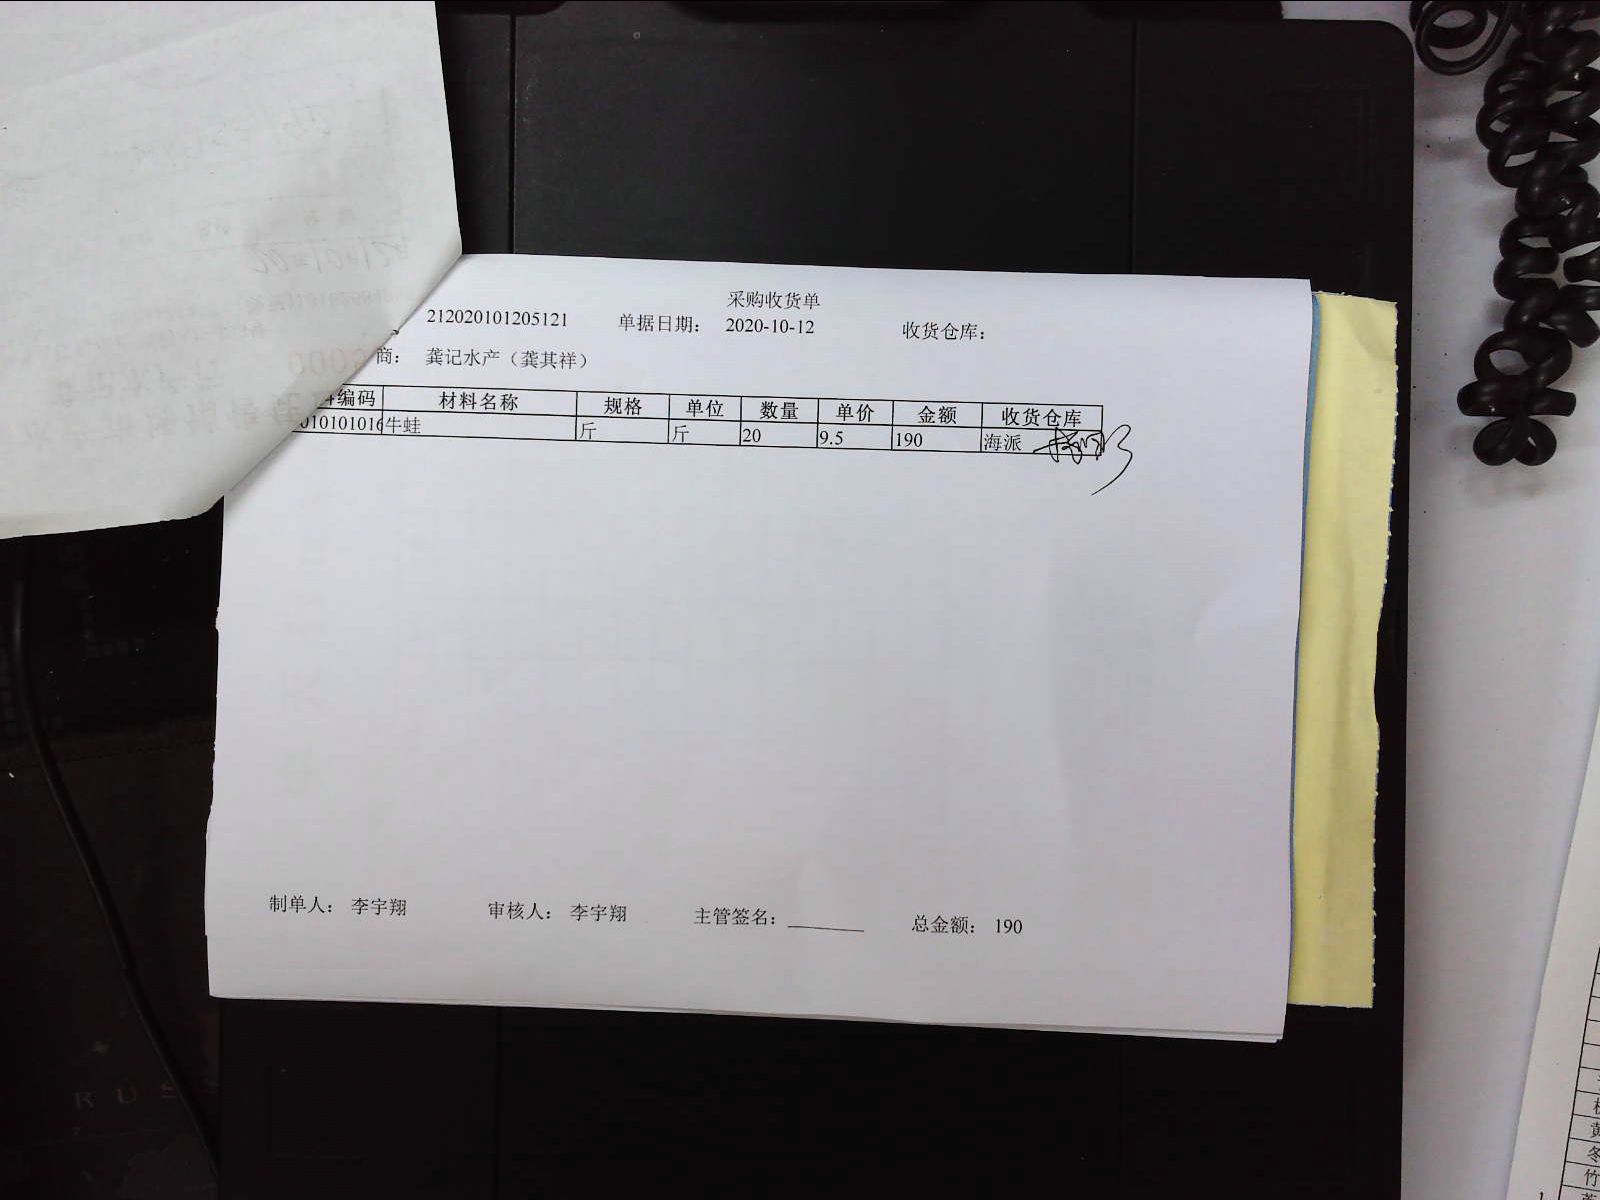 采购收货单
212020101205121 单据日期： 2020-10-12 收货仓库：
商： 龚记水产（龚其祥）
编码 材料名称 规格 单位 数量 单价 金额 收货仓库
010101016 牛蛙 斤 斤 20 9.5 190 海派
制单人： 李宇翔 审核人： 李宇翔 主管签名： 总金额： 190